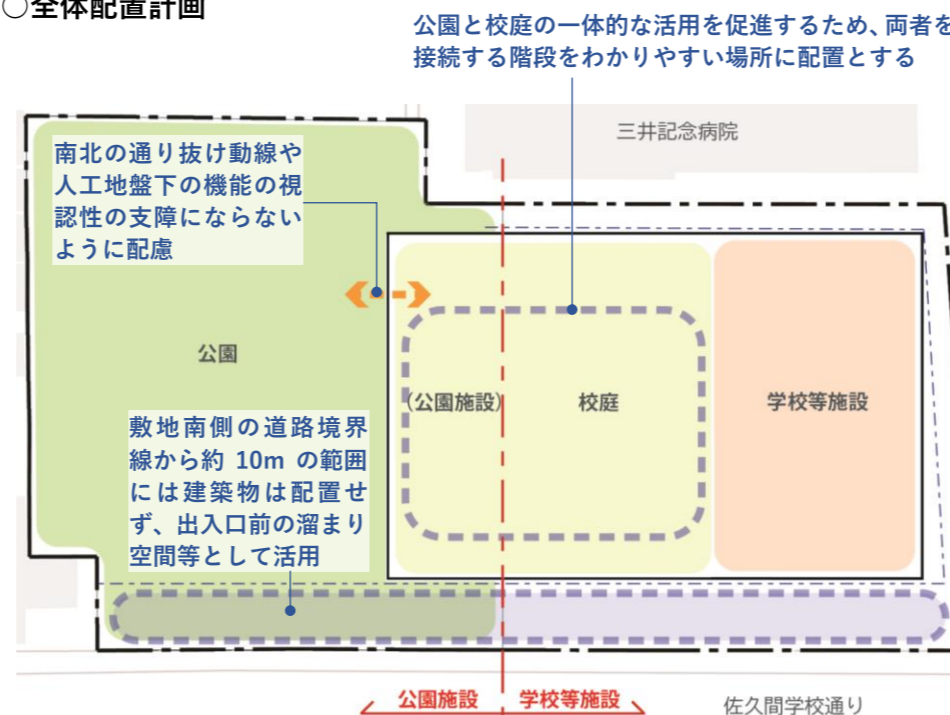 ○全体配置計画
公園と校庭の一体的な活用を促進するため、両者を
接続する階段をわかりやすい場所に配置とする
三井記念病院
南北の通り抜け動線や
人工地盤下の機能の視
認性の支障にならない
ように配慮
公園
(公園施設)
校庭
学校等施設
敷地南側の道路境界
線から約 10m の範囲
には建築物は配置せ
ず、出入口前の溜まり
空間等として活用
公園施設
学校等施設
佐久間学校通り